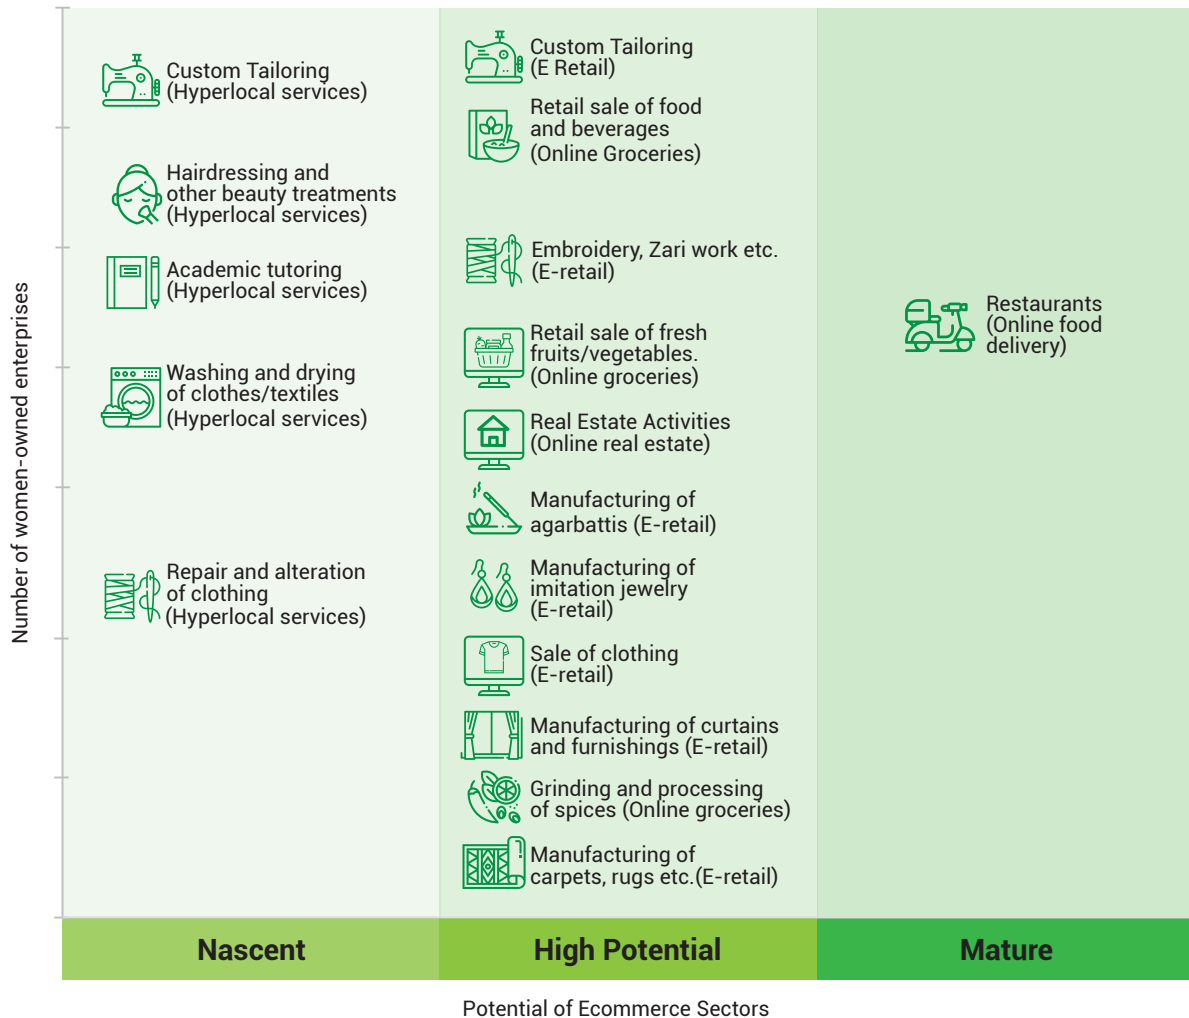 Number of women-owned enterprises
Custom Tailoring
(Hyperlocal services)
Hairdressing and
other beauty treatments
(Hyperlocal services)
Academic tutoring
(Hyperlocal services)
Washing and drying
of clothes/textiles
(Hyperlocal services)
Repair and alteration
of clothing
(Hyperlocal services)
Custom Tailoring
(E Retail)
Retail sale of food
and beverages
(Online Groceries)
Embroidery, Zari work etc.
(E-retail)
Retail sale of fresh
fruits/vegetables.
(Online groceries)
Real Estate Activities
(Online real estate)
Manufacturing of
agarbattis (E-retail)
Manufacturing of
imitation jewelry
(E-retail)
Sale of clothing
(E-retail)
Manufacturing of curtains
and furnishings (E-retail)
Grinding and processing
of spices (Online groceries)
Manufacturing of
carpets, rugs etc.(E-retail)
Restaurants
(Online food
delivery)
Nascent
High Potential
Mature
Potential of Ecommerce Sectors